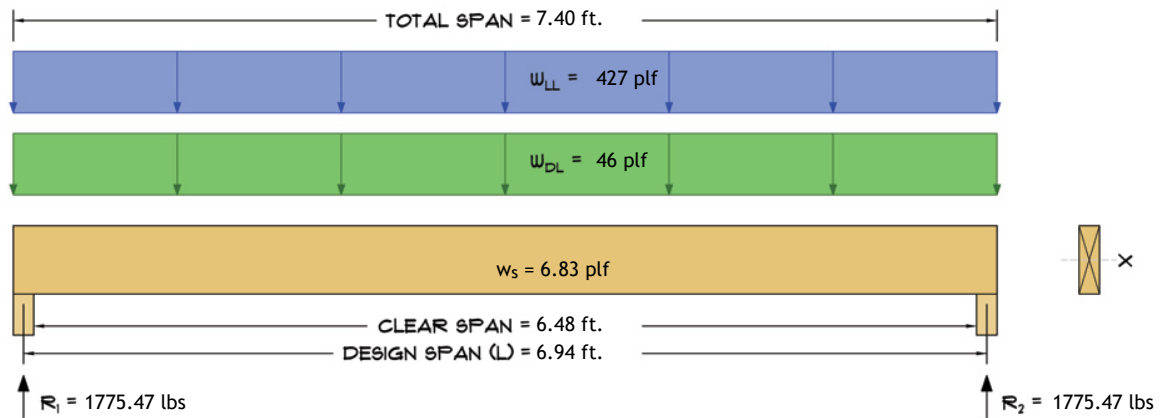 TOTAL SPAN = 7.40 ft.
wLL = 427 plf
wDL = 46 plf
ws = 6.83 plf
X
CLEAR SPAN = 6.48 ft.
DESIGN SPAN (L) = 6.94 ft.
R1 = 1775.47 lbs
R2 = 1775.47 lbs